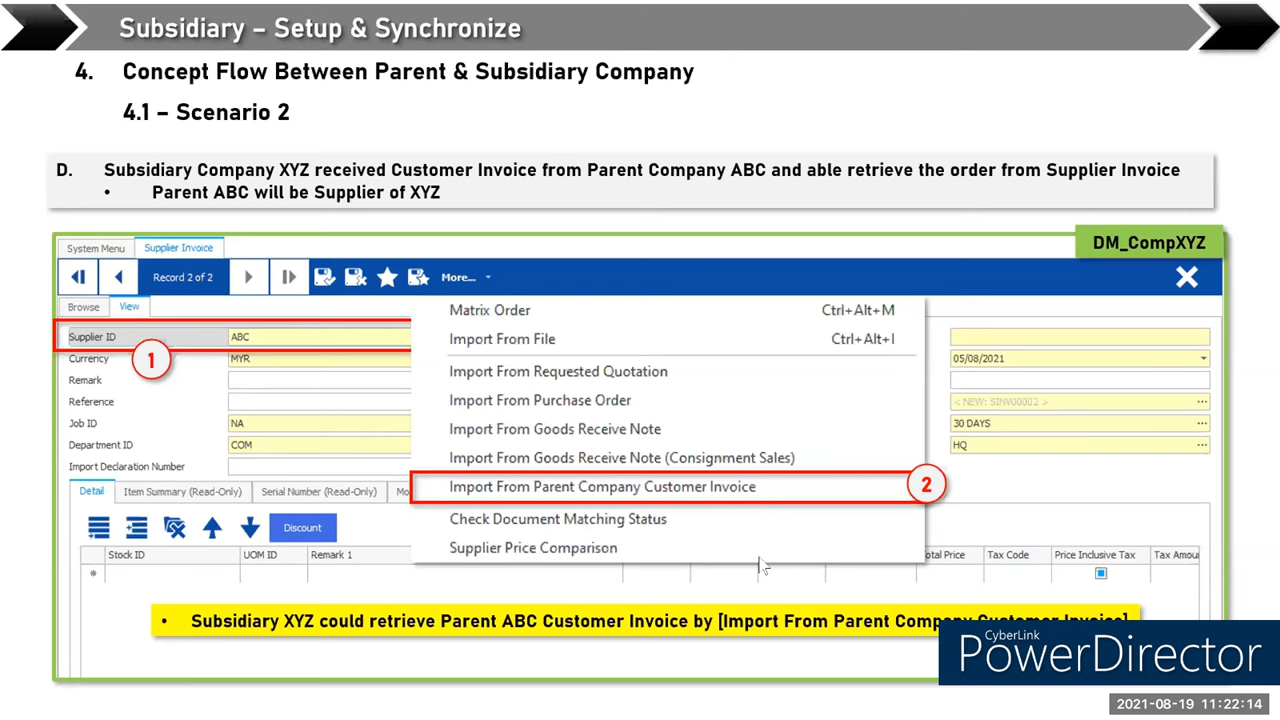 Subsidiary – Setup & Synchronize
4. Concept Flow Between Parent & Subsidiary Company
4.1 – Scenario 2
D. Subsidiary Company XYZ received Customer Invoice from Parent Company ABC and able retrieve the order from Supplier Invoice
• Parent ABC will be Supplier of XYZ
DM_CompXYZ
System Menu Supplier Invoice
Record 2 of 2 More...
Browse View
Matrix Order Ctrl+Alt+M
Import From File Ctrl+Alt+I
Import From Requested Quotation
Import From Purchase Order
Import From Goods Receive Note
Import From Goods Receive Note (Consignment Sales)
Import From Parent Company Customer Invoice
2
Check Document Matching Status
Supplier Price Comparison
Supplier ID ABC
1
Currency MYR 05/08/2021
Remark
Reference < NEW: SINV00002 >
Job ID NA 30 DAYS
Department ID COM HQ
Import Declaration Number
Detail Item Summary (Read-Only) Serial Number (Read-Only) Mo
Discount
Stock ID UOM ID Remark 1 otal Price Tax Code Price Inclusive Tax Tax Amou
• Subsidiary XYZ could retrieve Parent ABC Customer Invoice by [Import From Parent Company Customer Invoice]
CyberLink
PowerDirector
2021-08-19 11:22:14